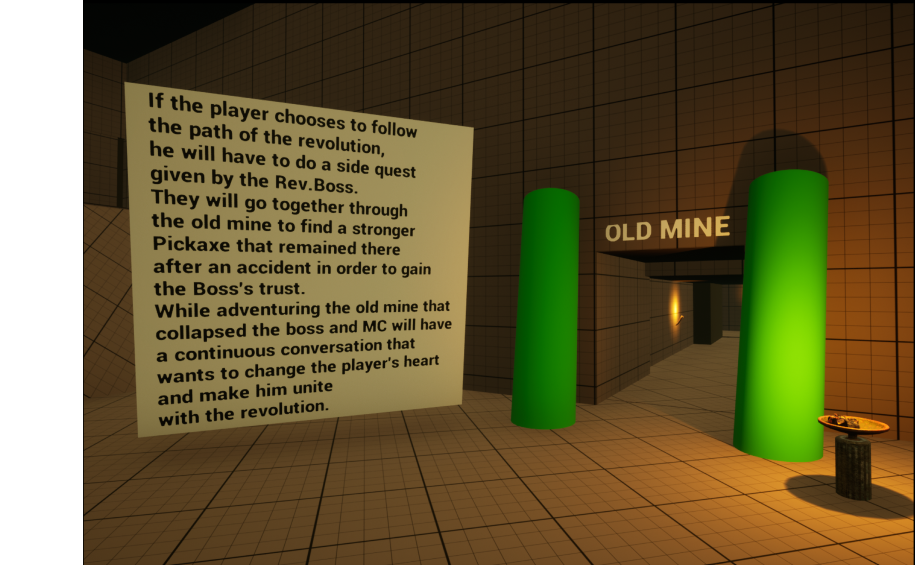 If the player chooses to follow
the path of the revolution,
he will have to do a side quest
given by the Rev.Boss.
They will go together through
the old mine to find a stronger
Pickaxe that remained there
after an accident in order to gain
the Boss's trust.
While adventuring the old mine that
collapsed the boss and MC will have
a continuous conversation that
wants to change the player's heart
and make him unite
with the revolution.
OLD MINE